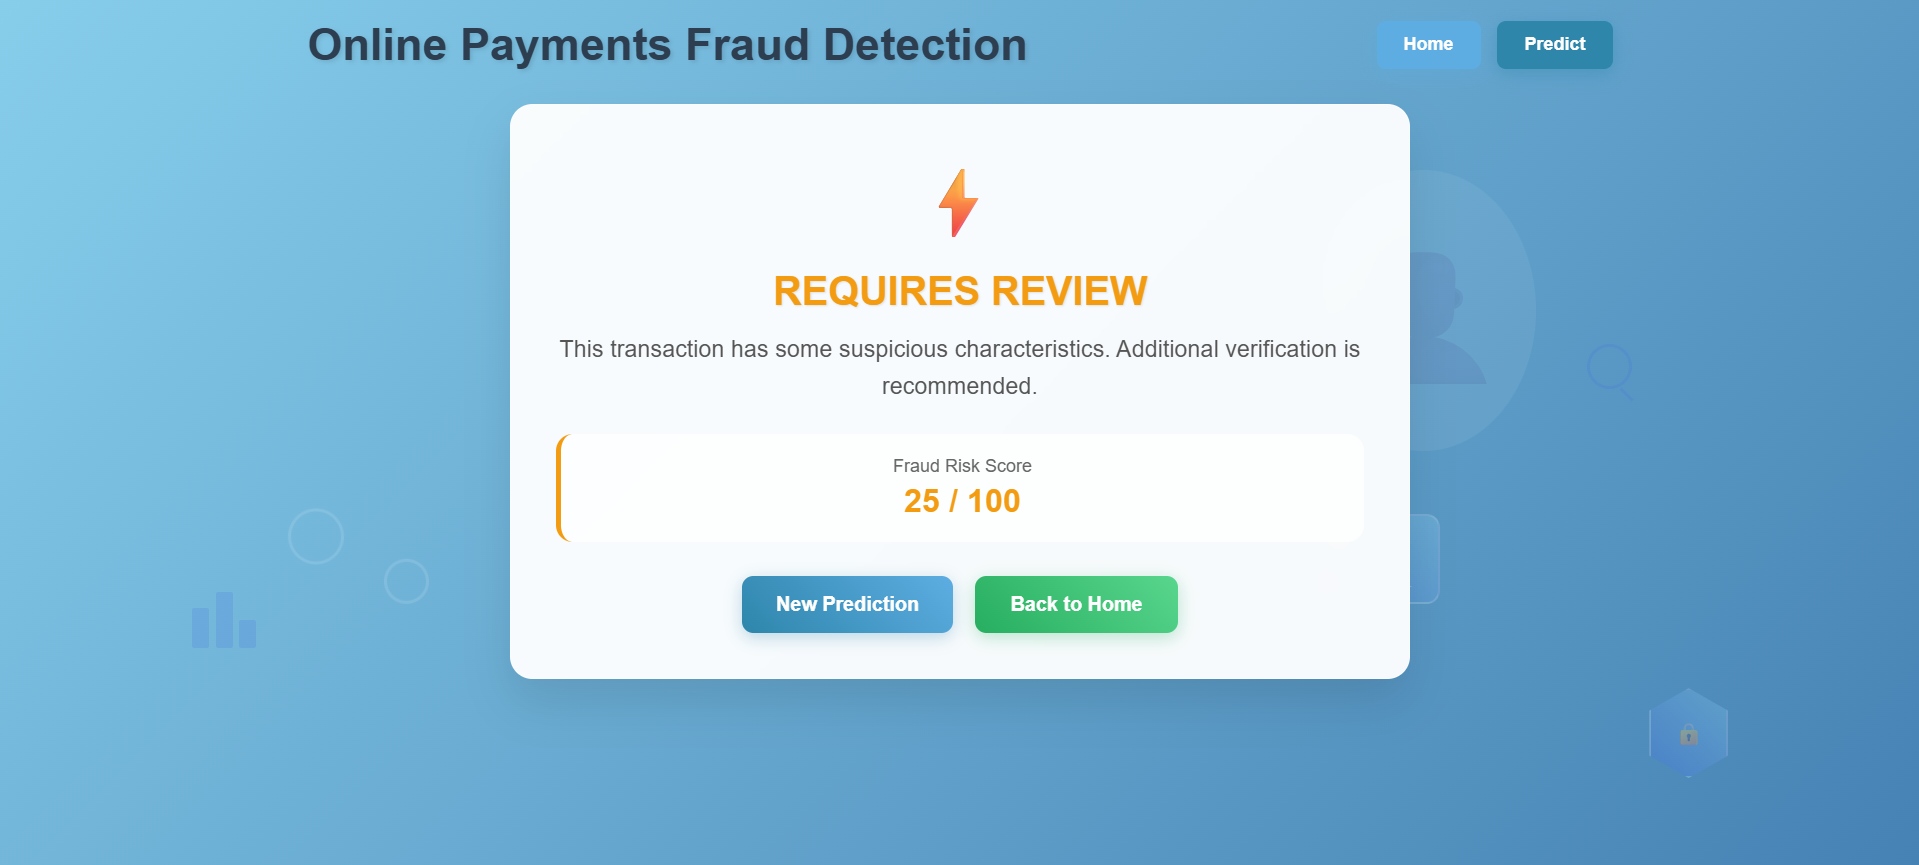 Online Payments Fraud Detection
Home
Predict
REQUIRES REVIEW
This transaction has some suspicious characteristics. Additional verification is
recommended.
Fraud Risk Score
25 / 100
New Prediction
Back to Home